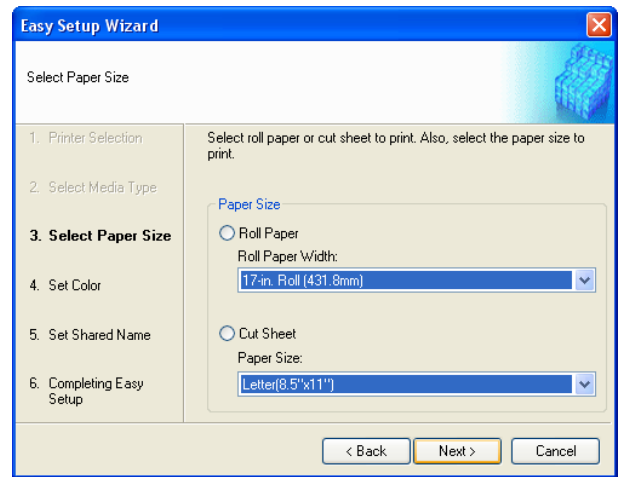 Easy Setup Wizard
Select Paper Size
1. Printer Selection
2. Select Media Type
3. Select Paper Size
4. Set Color
5. Set Shared Name
6. Completing Easy
Setup
Select roll paper or cut sheet to print. Also, select the paper size to
print.
Paper Size
Roll Paper
Roll Paper Width:
17-in. Roll (431.8mm)
Cut Sheet
Paper Size:
Letter(8.5"x11")
< Back
Next >
Cancel